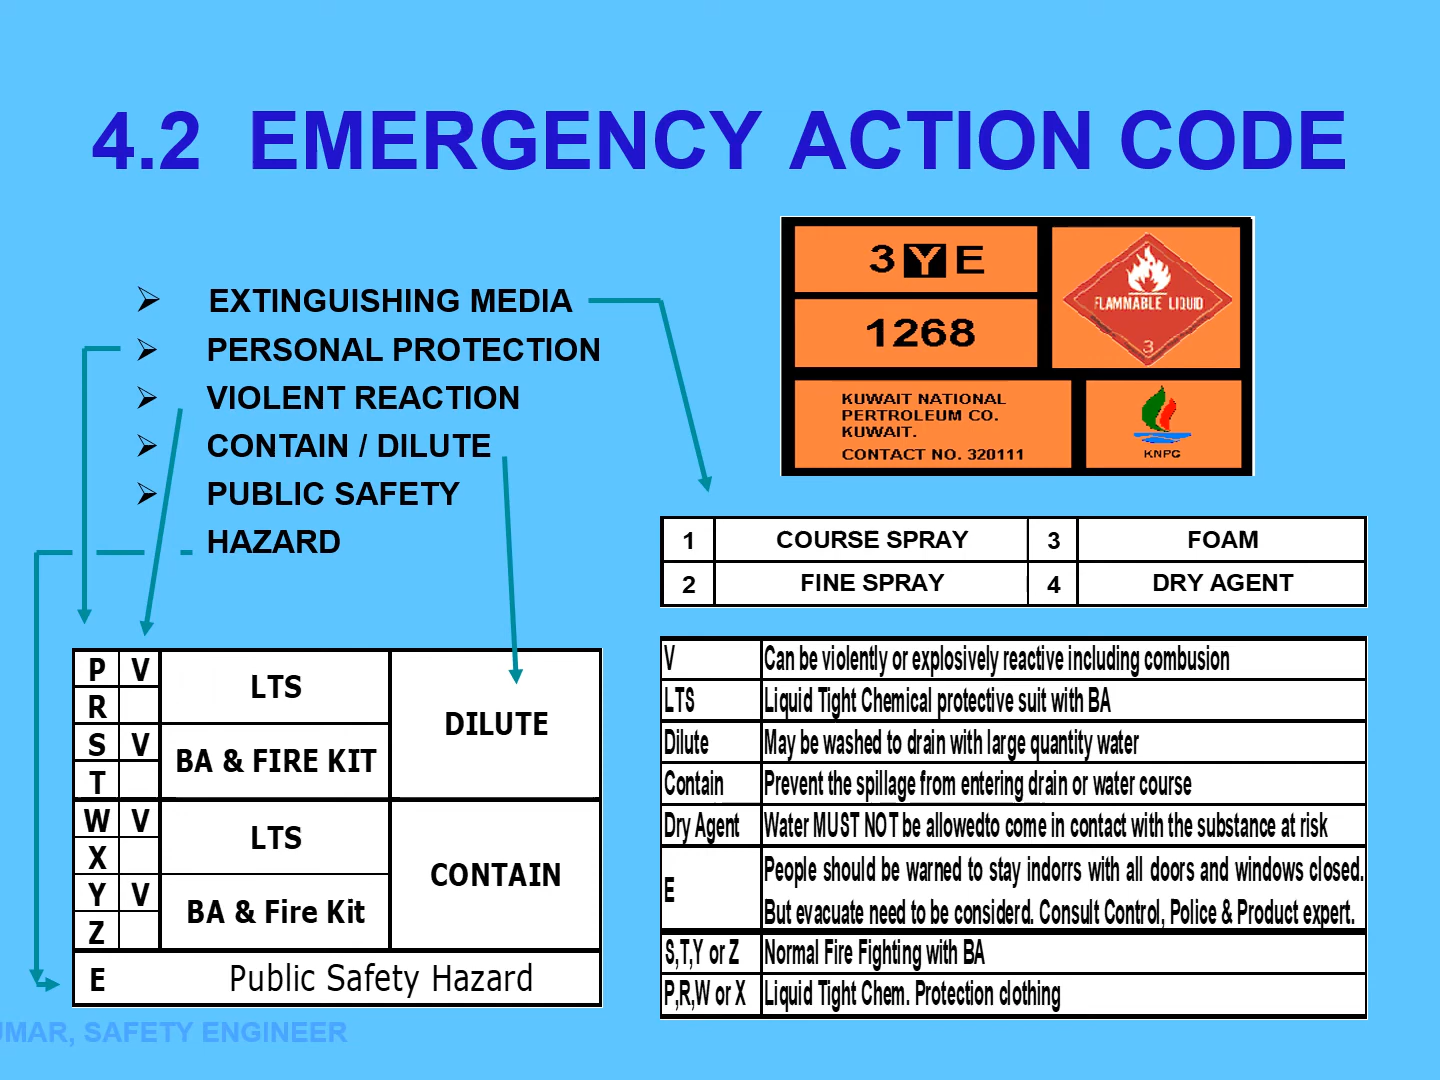 4.2 EMERGENCY ACTION CODE
➢ EXTINGUISHING MEDIA
➢ PERSONAL PROTECTION
➢ VIOLENT REACTION
➢ CONTAIN / DILUTE
➢ PUBLIC SAFETY
HAZARD
3 Y E
1268
FLAMMABLE LIQUID
3
KUWAIT NATIONAL
PERTROLEUM CO.
KUWAIT.
CONTACT NO. 320111
KNPC
1 COURSE SPRAY 3 FOAM
2 FINE SPRAY 4 DRY AGENT
P V LTS DILUTE
R
S V BA & FIRE KIT
T
W V LTS CONTAIN
X
Y V BA & Fire Kit
Z
E Public Safety Hazard
V Can be violently or explosively reactive including combusion
LTS Liquid Tight Chemical protective suit with BA
Dilute May be washed to drain with large quantity water
Contain Prevent the spillage from entering drain or water course
Dry Agent Water MUST NOT be allowedto come in contact with the substance at risk
E People should be warned to stay indorrs with all doors and windows closed.
But evacuate need to be considerd. Consult Control, Police & Product expert.
S,T,Y or Z Normal Fire Fighting with BA
P,R,W or X Liquid Tight Chem. Protection clothing
UMAR, SAFETY ENGINEER